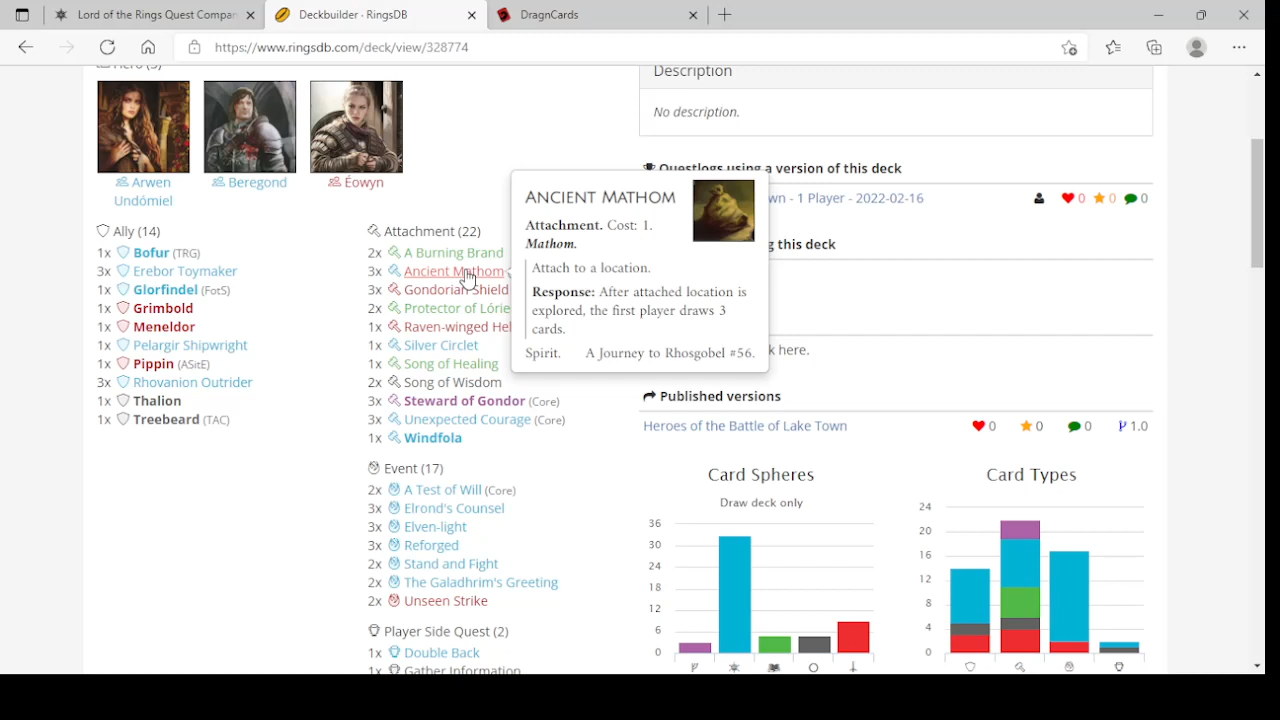 Lord of the Rings Quest Compan
Deckbuilder · RingsDB
DragnCards
https://www.ringsdb.com/deck/view/328774
Hero (3)
Arwen Undómiel
Beregond
Éowyn
Ally (14)
1x Bofur (TRG)
3x Erebor Toymaker
1x Glorfindel (FotS)
1x Grimbold
1x Meneldor
1x Pelargir Shipwright
1x Pippin (ASitE)
3x Rhovanion Outrider
1x Thalion
1x Treebeard (TAC)
Attachment (22)
2x A Burning Brand
3x Ancient Mathom
3x Gondorian Shield
2x Protector of Lórie
1x Raven-winged Hel
1x Silver Circlet
1x Song of Healing
2x Song of Wisdom
3x Steward of Gondor (Core)
3x Unexpected Courage (Core)
1x Windfola
Event (17)
2x A Test of Will (Core)
3x Elrond's Counsel
3x Elven-light
3x Reforged
2x Stand and Fight
2x The Galadhrim's Greeting
2x Unseen Strike
Player Side Quest (2)
1x Double Back
1x Gather Information
ANCIENT MATHOM
Attachment. Cost: 1.
Mathom.
Attach to a location.
Response: After attached location is
explored, the first player draws 3
cards.
Spirit. A Journey to Rhosgobel #56.
Description
No description.
Questlogs using a version of this deck
wn - 1 Player - 2022-02-16
0 0 0
g this deck
k here.
Published versions
Heroes of the Battle of Lake Town
0 0 0 1.0
Card Spheres
Draw deck only
36
30
24
18
12
6
0
Card Types
24
20
16
12
8
4
0